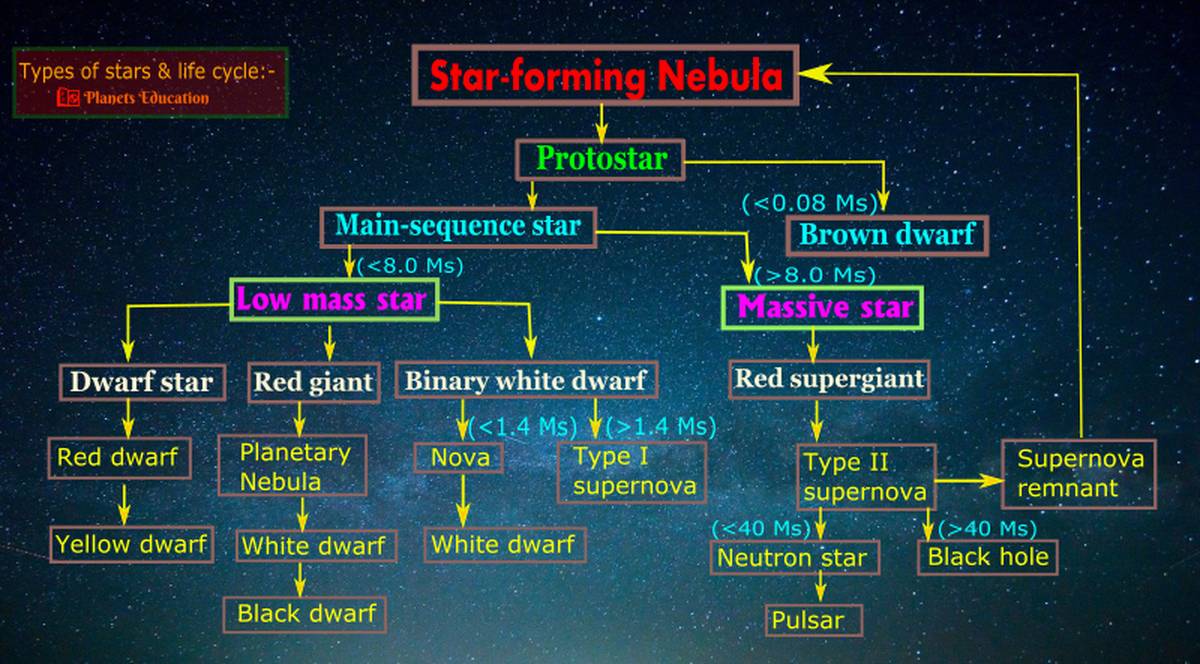 Types of stars & life cycle:-
Planets Education
Star-forming Nebula
Protostar
(<0.08 Ms)
Main-sequence star
Brown dwarf
(<8.0 Ms)
(>8.0 Ms)
Low mass star
Massive star
Dwarf star
Red giant
Binary white dwarf
Red supergiant
(<1.4 Ms)
(>1.4 Ms)
Red dwarf
Planetary
Nebula
Nova
Type I
supernova
Type II
supernova
Supernova
remnant
(<40 Ms)
(>40 Ms)
Yellow dwarf
White dwarf
White dwarf
Neutron star
Black hole
Black dwarf
Pulsar